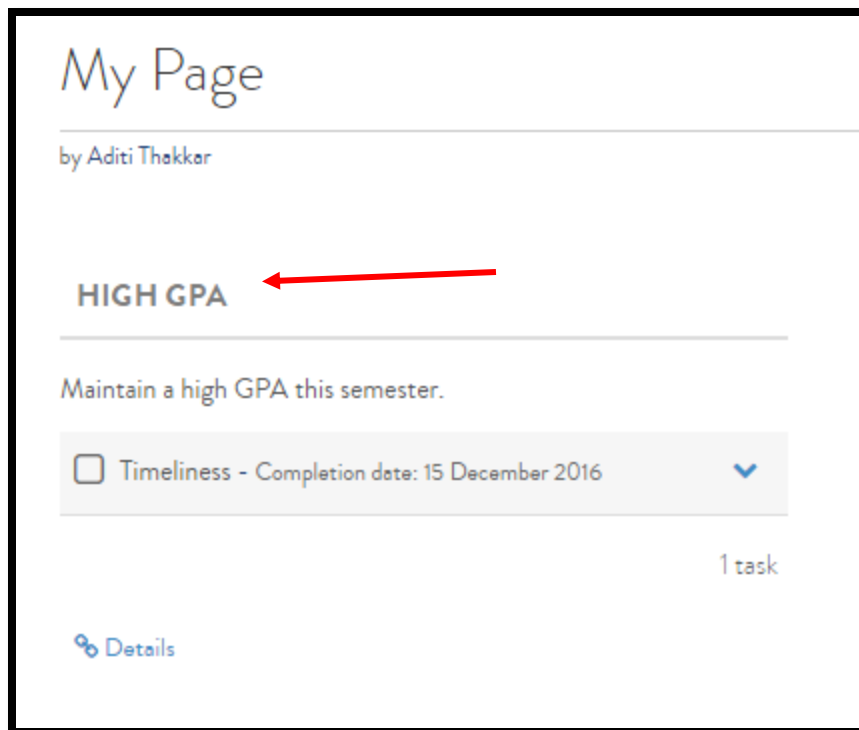 My Page
by Aditi Thakkar
HIGH GPA
Maintain a high GPA this semester.
Timeliness - Completion date: 15 December 2016
1 task
Details